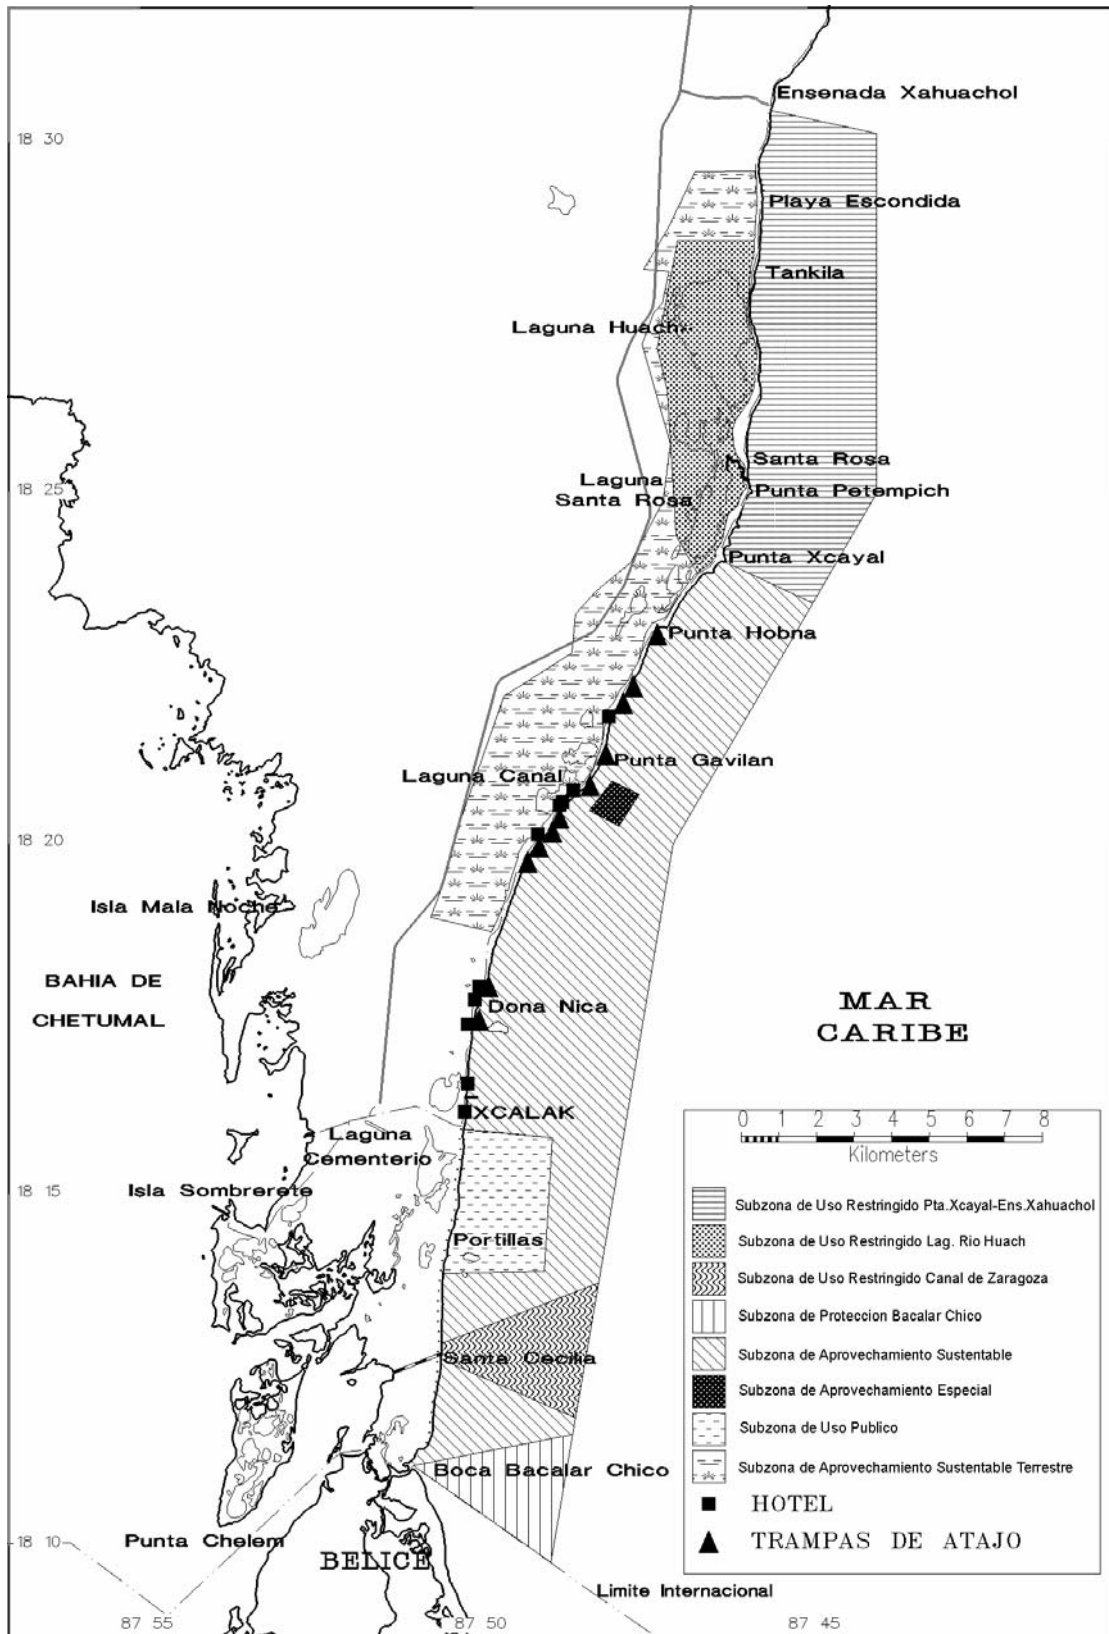 Ensenada Xahuachol
18 30
Playa Escondida
Tankila
Laguna Huach
Santa Rosa
Laguna
Santa Rosa
18 25
Punta Petempich
Punta Xcayal
Punta Hobna
Punta Gavilan
Laguna Canal
18 20
Isla Mala Noche
BAHIA DE
CHETUMAL
Dona Nica
MAR
CARIBE
XCALAK
Laguna
Cementerio
18 15
Isla Sombrerete
Portillas
Santa Cecilia
Boca Bacalar Chico
18 10
Punta Chelem
BELICE
Limite Internacional
87 55
87 50
87 45
0 1 2 3 4 5 6 7 8
Kilometers
Subzona de Uso Restringido Pta.Xcayal-Ens.Xahuachol
Subzona de Uso Restringido Lag. Rio Huach
Subzona de Uso Restringido Canal de Zaragoza
Subzona de Proteccion Bacalar Chico
Subzona de Aprovechamiento Sustentable
Subzona de Aprovechamiento Especial
Subzona de Uso Publico
Subzona de Aprovechamiento Sustentable Terrestre
HOTEL
TRAMPAS DE ATAJO